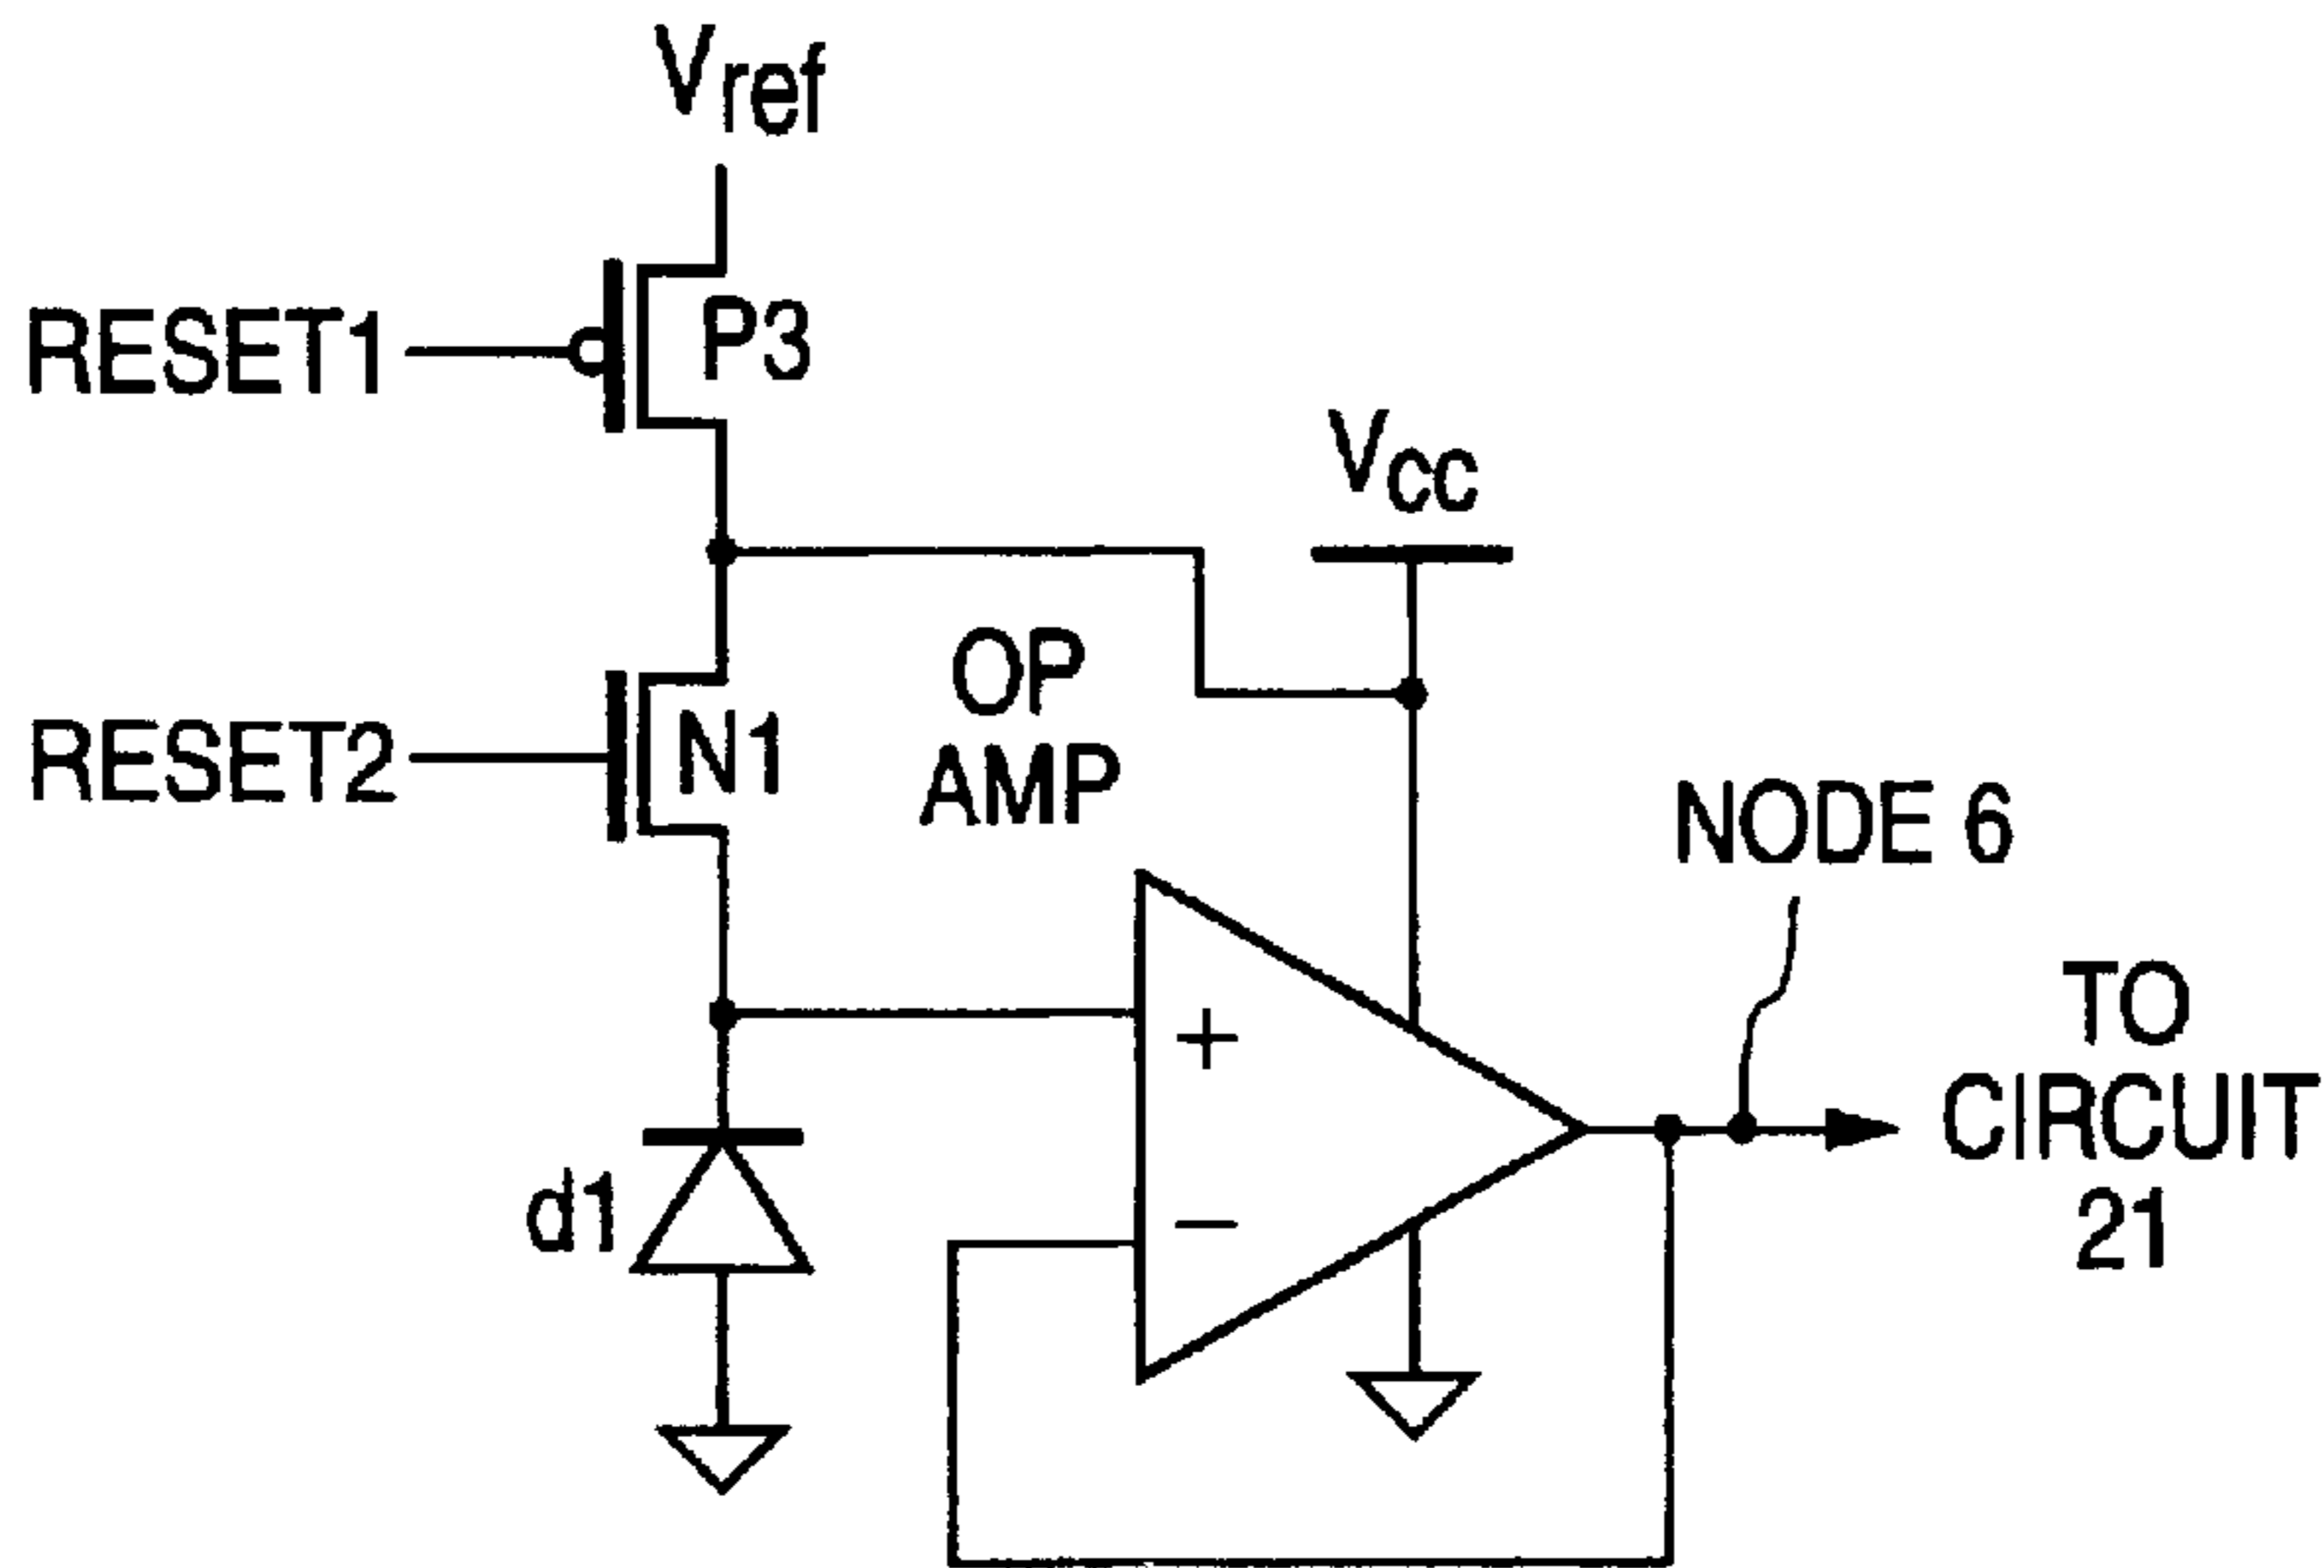 Vref
RESET1
P3
VCC
OP
AMP
RESET2
N1
NODE 6
TO
CIRCUIT
21
+
−
d1